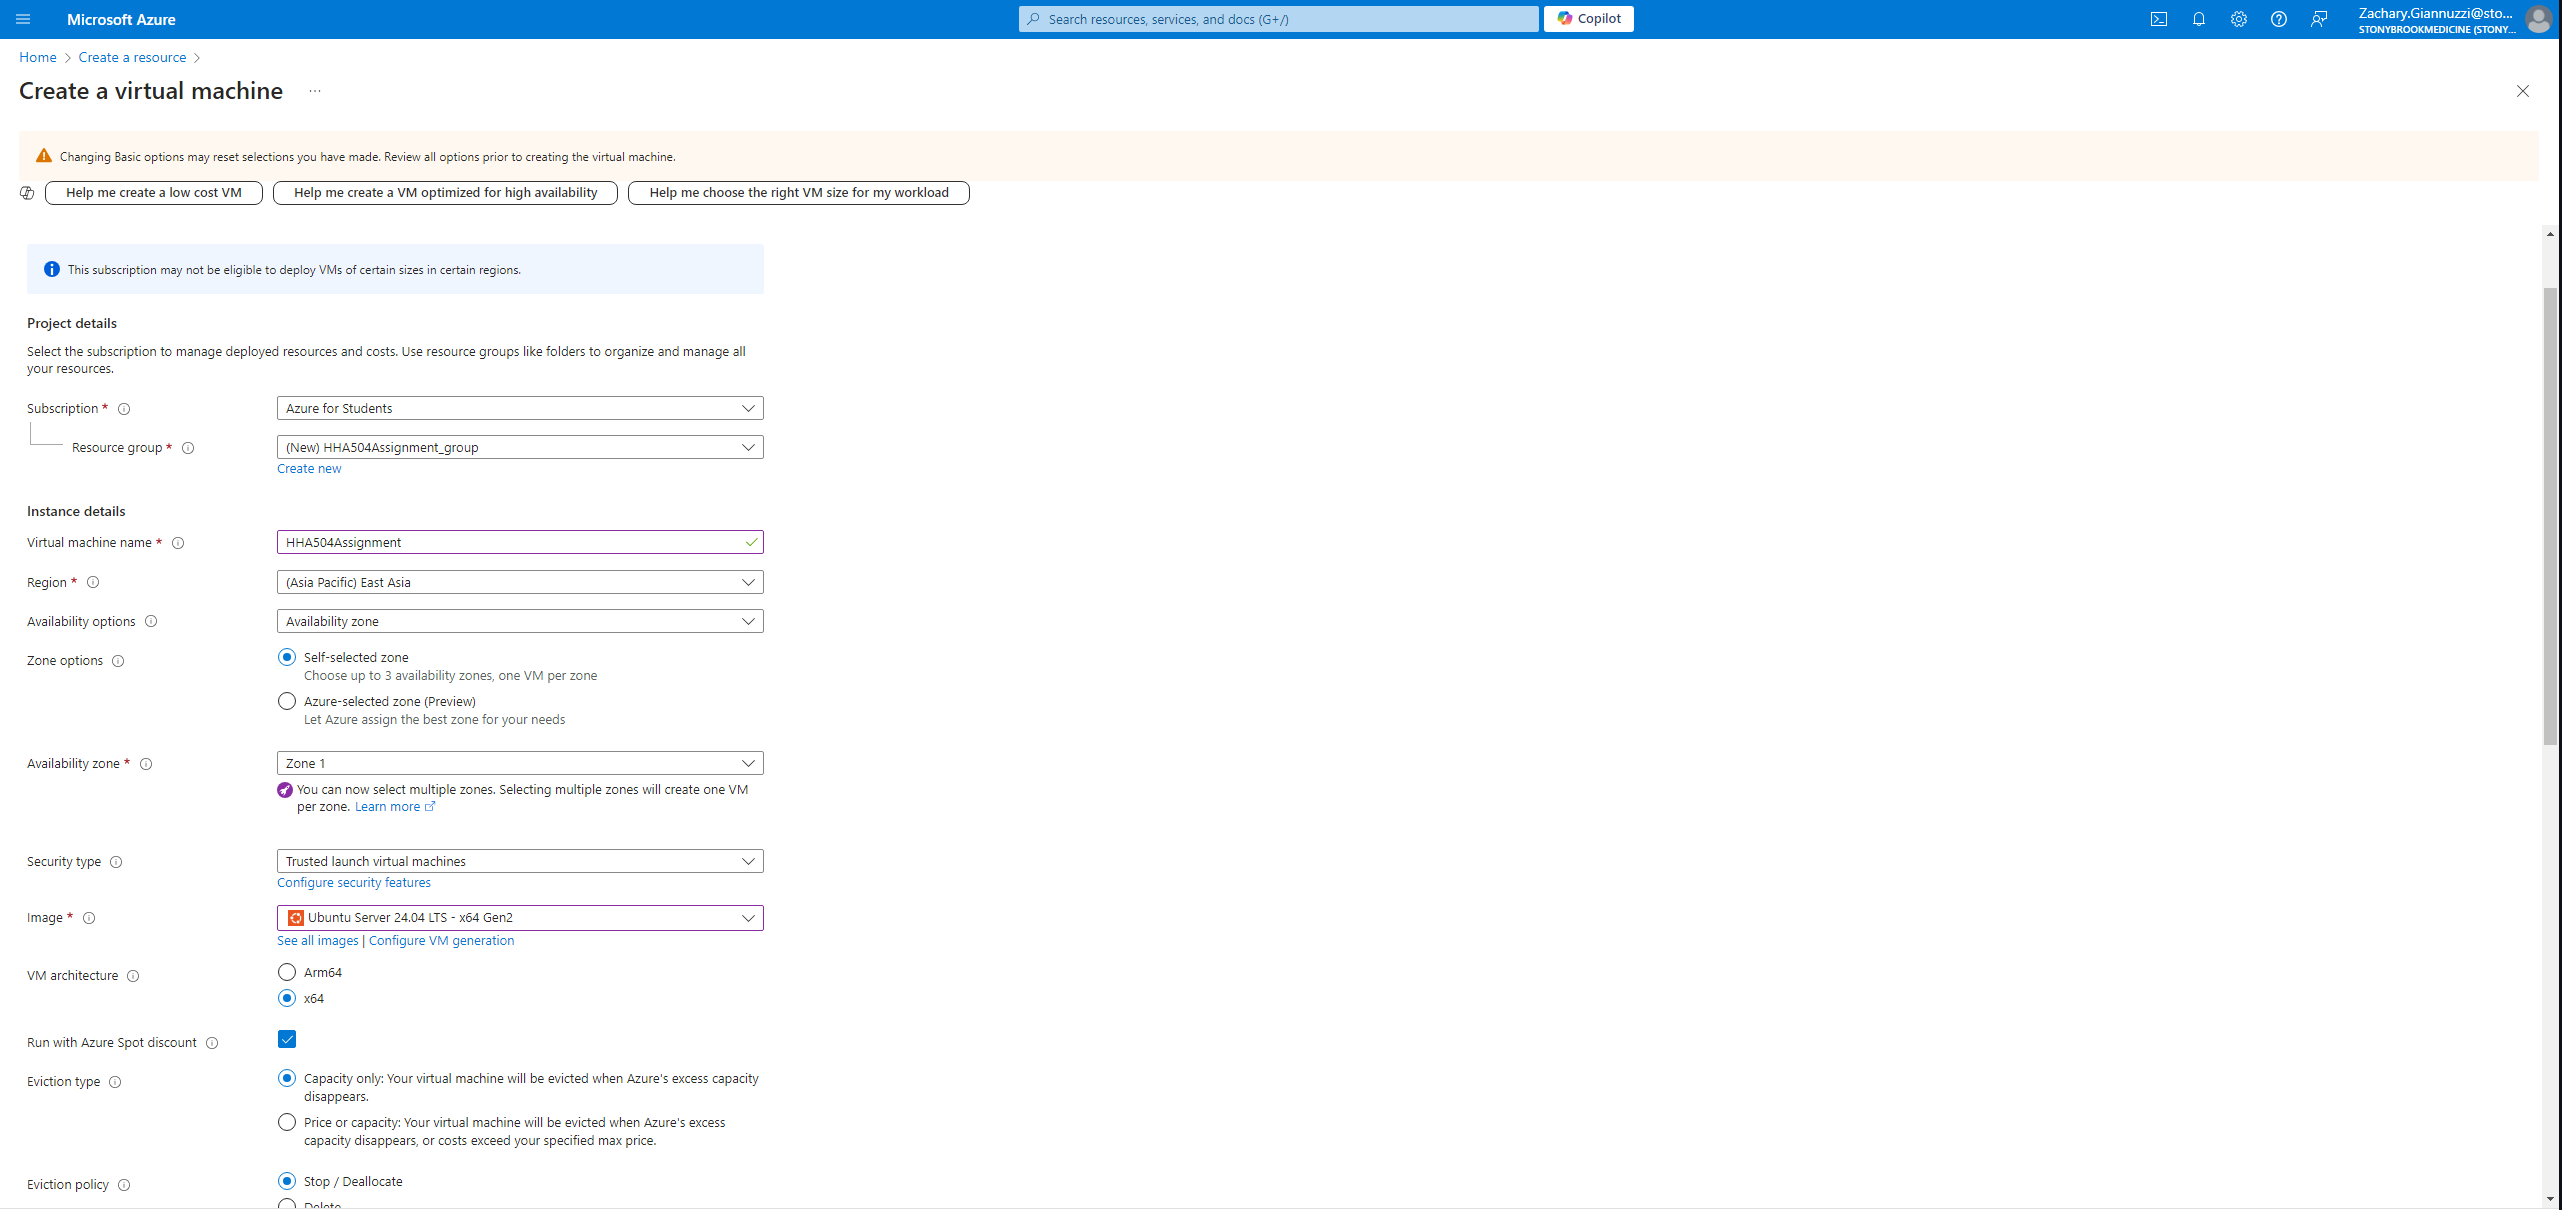 Microsoft Azure
Search resources, services, and docs (G+/)
Copilot
Zachary.Giannuzzi@sto...
STONYBROOKMEDICINE (STONY...
Home > Create a resource >
Create a virtual machine ...
Changing Basic options may reset selections you have made. Review all options prior to creating the virtual machine.
Help me create a low cost VM
Help me create a VM optimized for high availability
Help me choose the right VM size for my workload
This subscription may not be eligible to deploy VMs of certain sizes in certain regions.
Project details
Select the subscription to manage deployed resources and costs. Use resource groups like folders to organize and manage all
your resources.
Subscription *
Azure for Students
Resource group *
(New) HHA504Assignment_group
Create new
Instance details
Virtual machine name *
HHA504Assignment
Region *
(Asia Pacific) East Asia
Availability options
Availability zone
Zone options
Self-selected zone
Choose up to 3 availability zones, one VM per zone
Azure-selected zone (Preview)
Let Azure assign the best zone for your needs
Availability zone *
Zone 1
You can now select multiple zones. Selecting multiple zones will create one VM
per zone. Learn more
Security type
Trusted launch virtual machines
Configure security features
Image *
Ubuntu Server 24.04 LTS - x64 Gen2
See all images | Configure VM generation
VM architecture
Arm64
x64
Run with Azure Spot discount
Eviction type
Capacity only: Your virtual machine will be evicted when Azure's excess capacity
disappears.
Price or capacity: Your virtual machine will be evicted when Azure's excess
capacity disappears, or costs exceed your specified max price.
Eviction policy
Stop / Deallocate
Delete